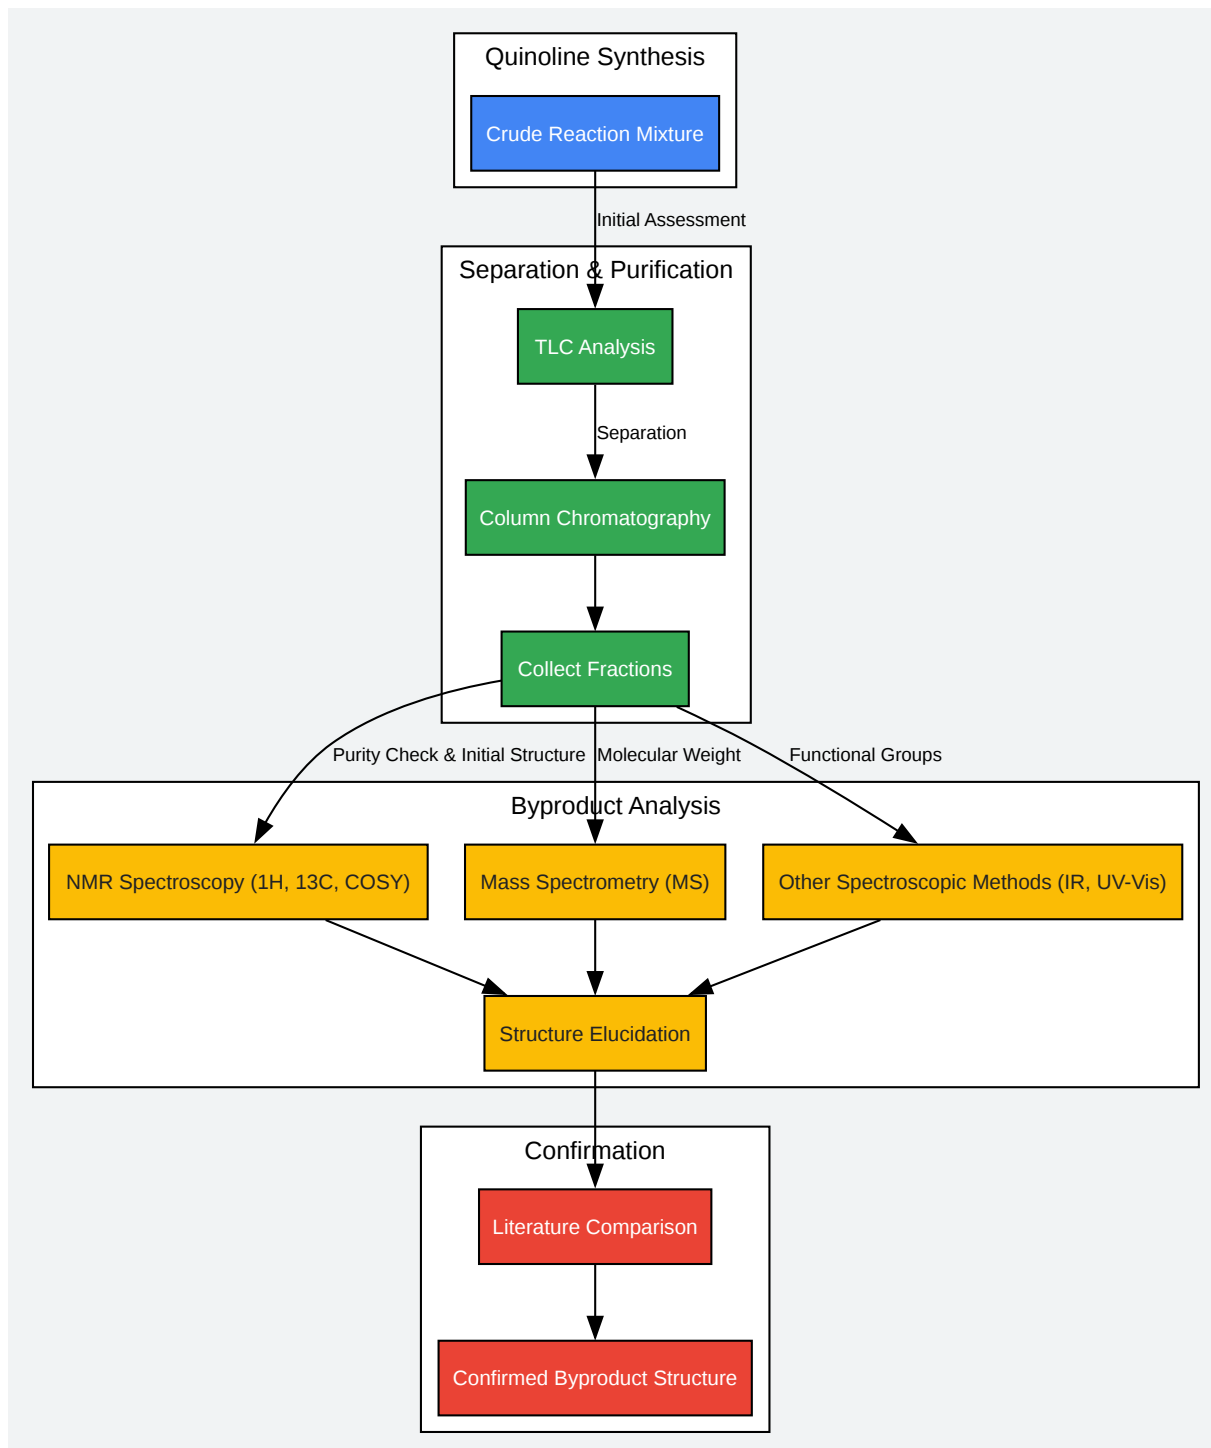 Quinoline Synthesis
Crude Reaction Mixture
Initial Assessment
Separation & Purification
TLC Analysis
Separation
Column Chromatography
Collect Fractions
Purity Check & Initial Structure
Molecular Weight
Functional Groups
Byproduct Analysis
NMR Spectroscopy (1H, 13C, COSY)
Mass Spectrometry (MS)
Other Spectroscopic Methods (IR, UV-Vis)
Structure Elucidation
Confirmation
Literature Comparison
Confirmed Byproduct Structure